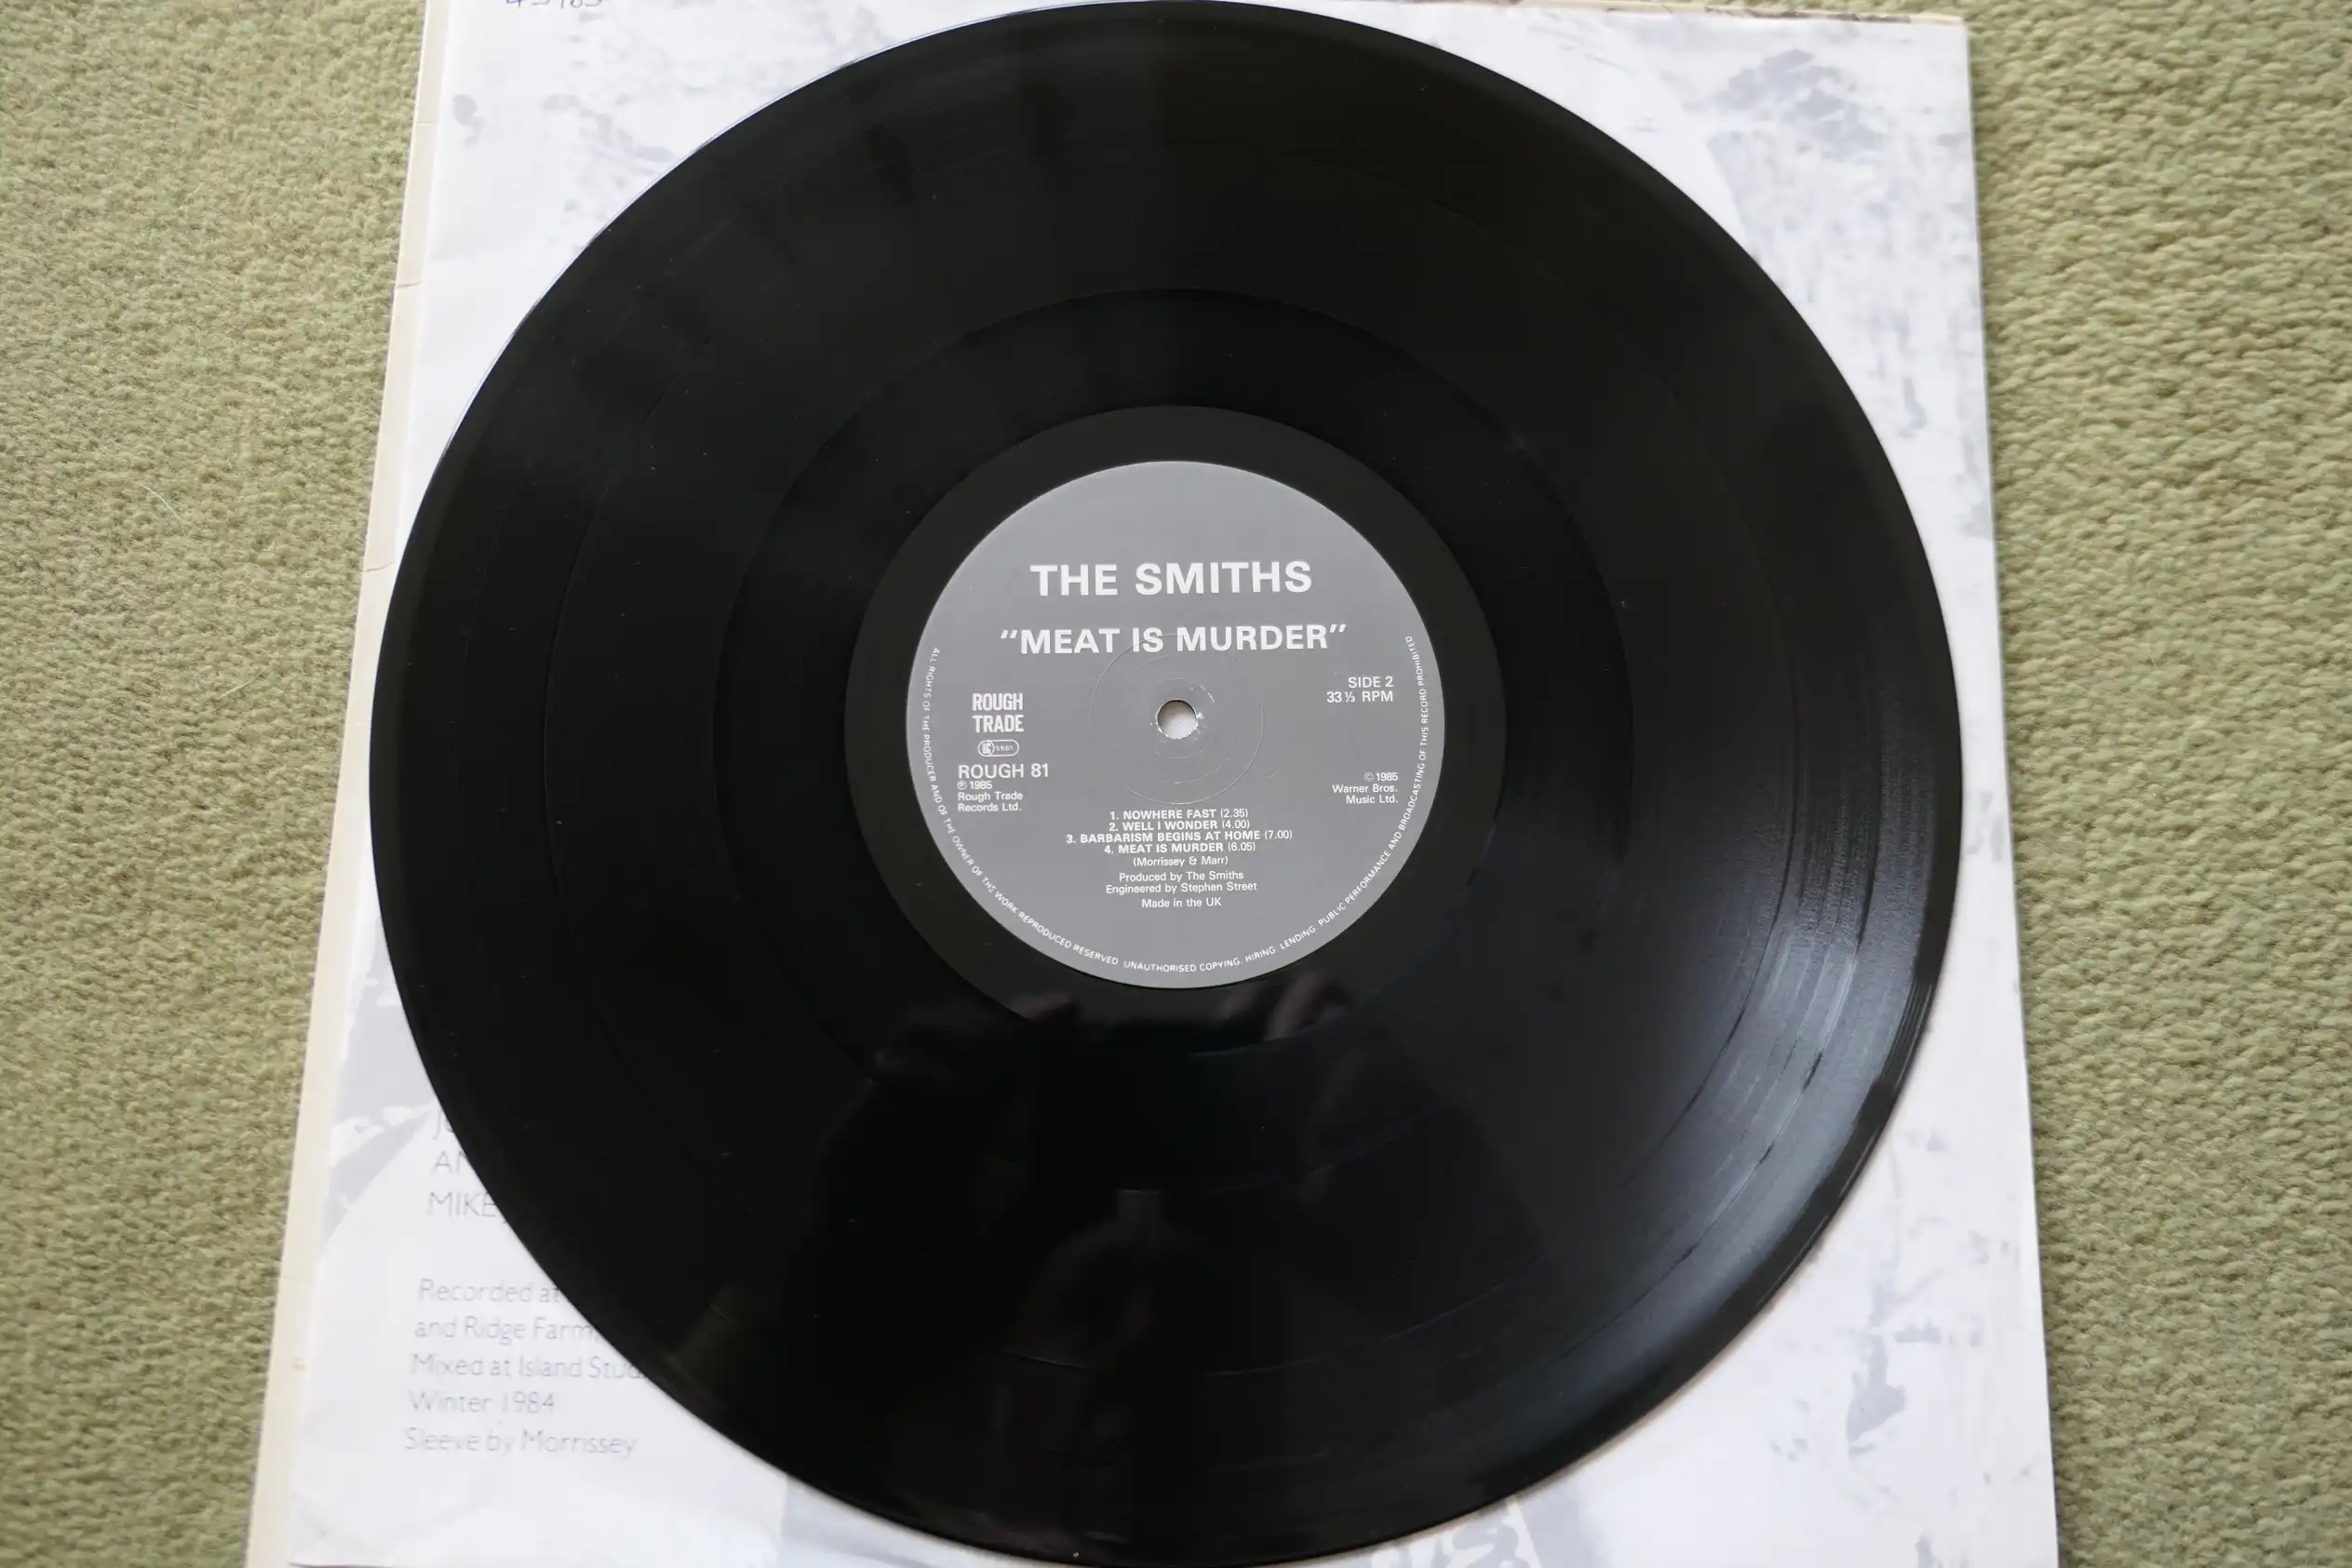 THE SMITHS
"MEAT IS MURDER"
SIDE 2
33⅓ RPM
ROUGH
TRADE
LC 5661
ROUGH 81
℗ 1985
Rough Trade
Records Ltd.
© 1985
Warner Bros.
Music Ltd.
1. NOWHERE FAST (2.35)
2. WELL I WONDER (4.00)
3. BARBARISM BEGINS AT HOME (7.00)
4. MEAT IS MURDER (6.05)
(Morrissey & Marr)
Produced by The Smiths
Engineered by Stephen Street
Made in the UK
ALL RIGHTS OF THE PRODUCER AND OF THE OWNER OF THE WORK REPRODUCED RESERVED. UNAUTHORISED COPYING, HIRING, LENDING, PUBLIC PERFORMANCE AND BROADCASTING OF THIS RECORD PROHIBITED
MIKE
Recorded at
and Ridge Farm
Mixed at Island
Winter 1984
Sleeve by Morrissey